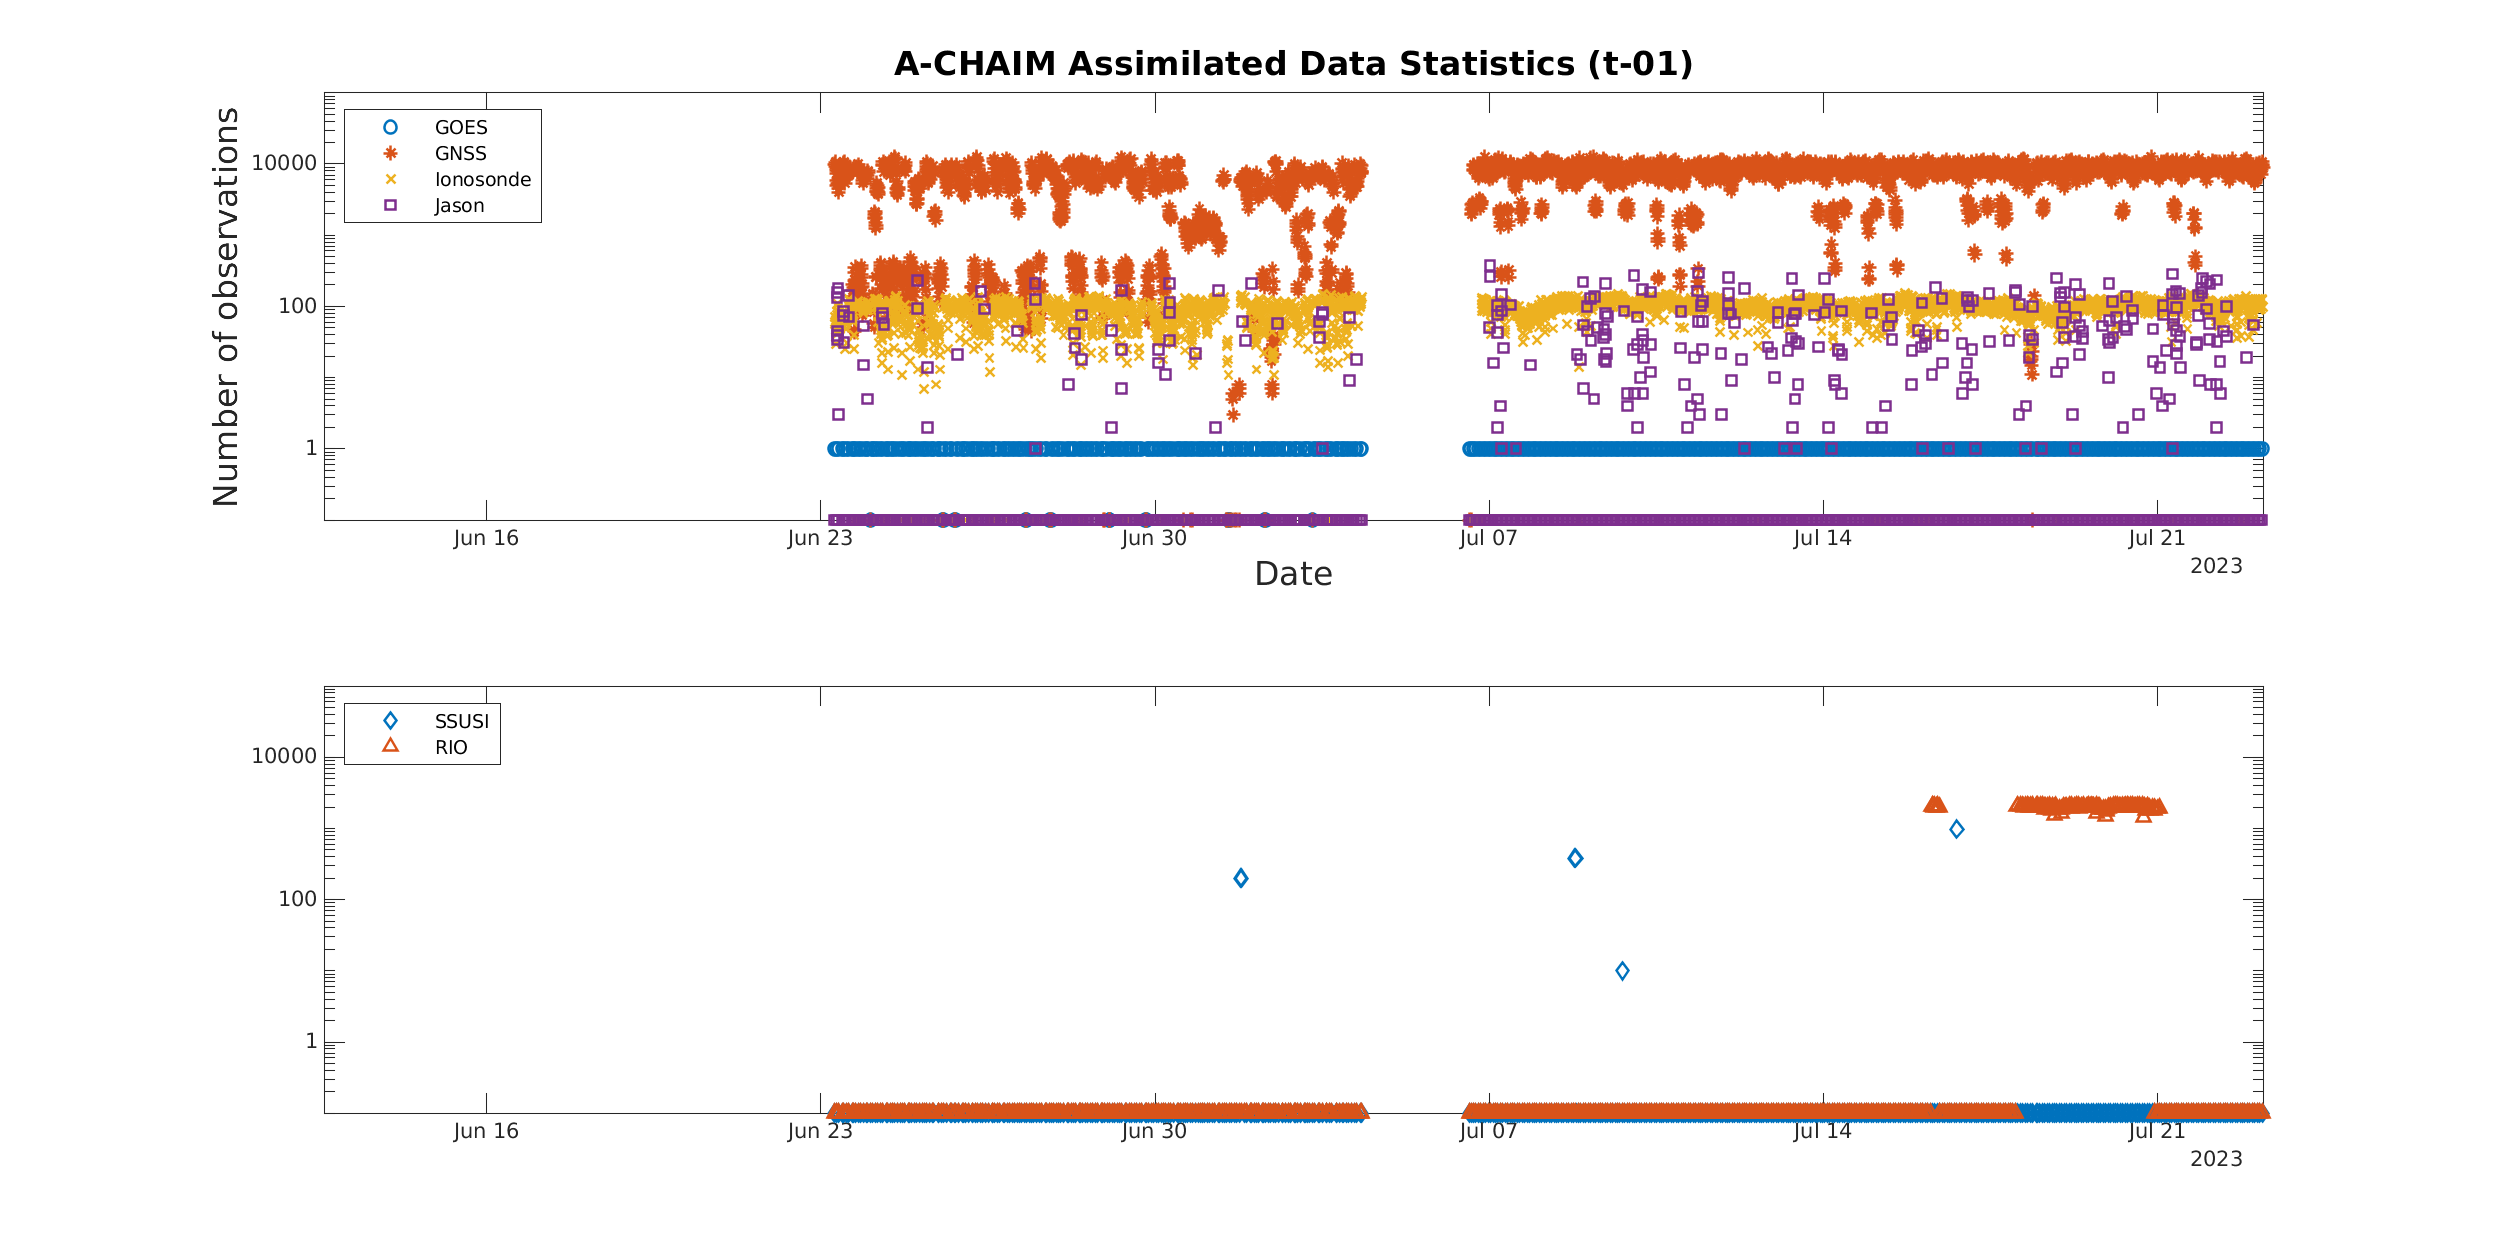 A-CHAIM Assimilated Data Statistics (t-01)
Number of observations
10000
100
1
GOES
GNSS
Ionosonde
Jason
Jun 16
Jun 23
Jun 30
Jul 07
Jul 14
Jul 21
2023
Date
10000
100
1
SSUSI
RIO
Jun 16
Jun 23
Jun 30
Jul 07
Jul 14
Jul 21
2023